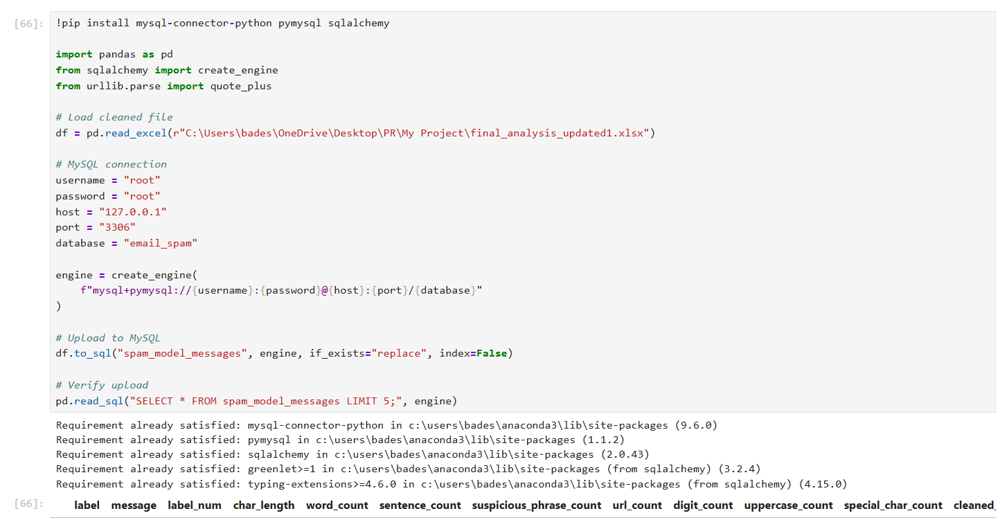 [66]:
!pip install mysql-connector-python pymysql sqlalchemy
import pandas as pd
from sqlalchemy import create_engine
from urllib.parse import quote_plus
# Load cleaned file
df = pd.read_excel(r"C:\Users\bades\OneDrive\Desktop\PR\My Project\final_analysis_updated1.xlsx")
# MySQL connection
username = "root"
password = "root"
host = "127.0.0.1"
port = "3306"
database = "email_spam"
engine = create_engine(
    f"mysql+pymysql://{username}:{password}@{host}:{port}/{database}"
)
# Upload to MySQL
df.to_sql("spam_model_messages", engine, if_exists="replace", index=False)
# Verify upload
pd.read_sql("SELECT * FROM spam_model_messages LIMIT 5;", engine)
Requirement already satisfied: mysql-connector-python in c:\users\bades\anaconda3\lib\site-packages (9.6.0)
Requirement already satisfied: pymysql in c:\users\bades\anaconda3\lib\site-packages (1.1.2)
Requirement already satisfied: sqlalchemy in c:\users\bades\anaconda3\lib\site-packages (2.0.43)
Requirement already satisfied: greenlet>=1 in c:\users\bades\anaconda3\lib\site-packages (from sqlalchemy) (3.2.4)
Requirement already satisfied: typing-extensions>=4.6.0 in c:\users\bades\anaconda3\lib\site-packages (from sqlalchemy) (4.15.0)
[66]:
label message label_num char_length word_count sentence_count suspicious_phrase_count url_count digit_count uppercase_count special_char_count cleaned_